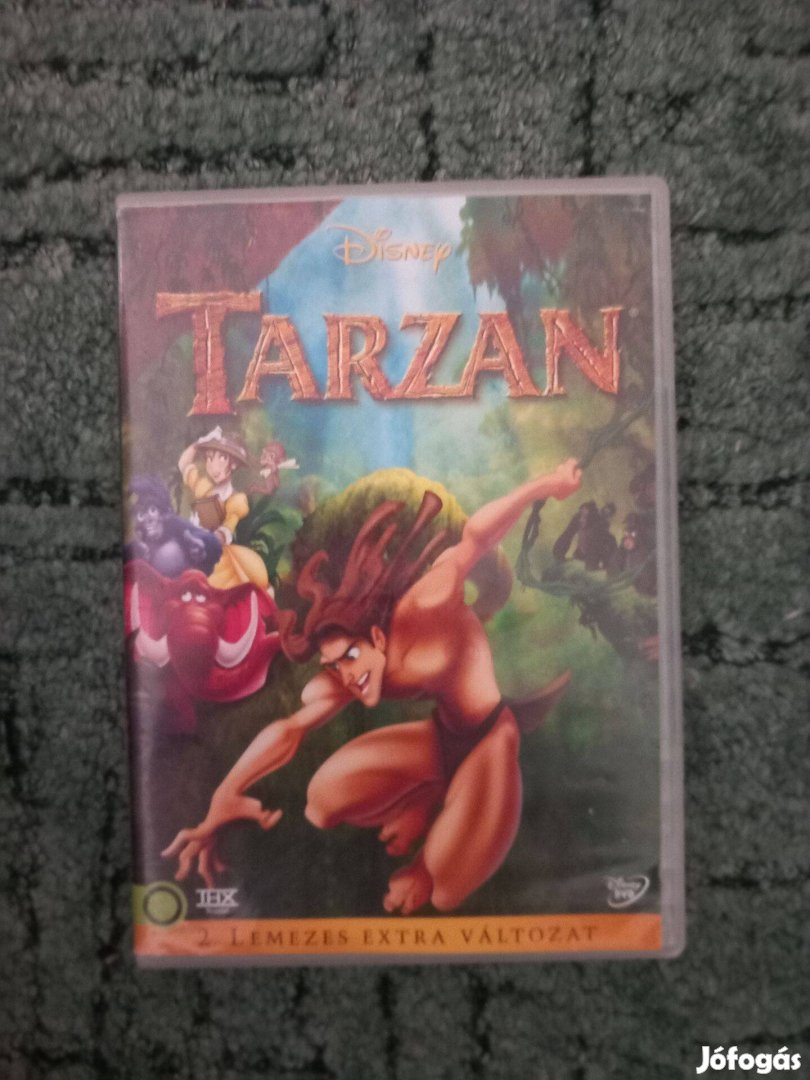 Disney
TARZAN
THX
Disney
DVD
2 LEMEZES EXTRA VÁLTOZAT
Jófogás